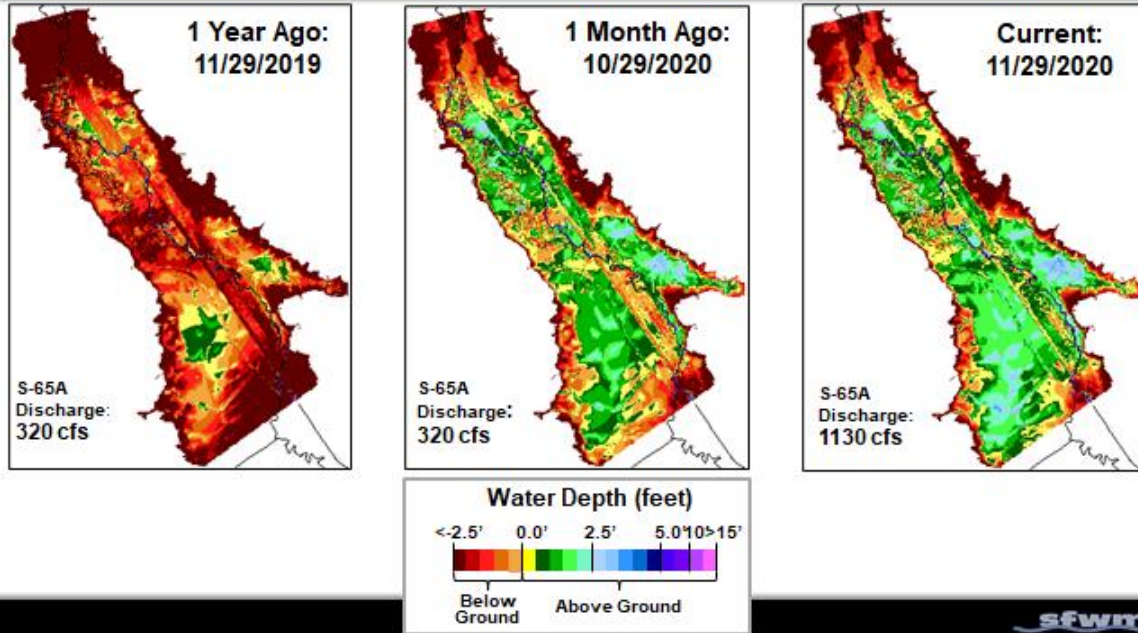 1 Year Ago:
11/29/2019
S-65A
Discharge:
320 cfs
1 Month Ago:
10/29/2020
S-65A
Discharge:
320 cfs
Current:
11/29/2020
S-65A
Discharge:
1130 cfs
Water Depth (feet)
<-2.5' 0.0' 2.5' 5.0'10>15'
Below
Ground
Above Ground
sfwm